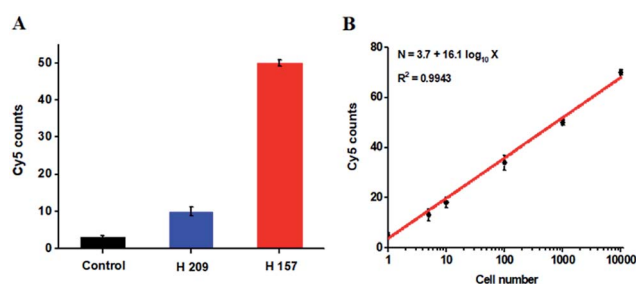 A
Cy5 counts
50
40
30
20
10
0
Control H 209 H 157
B
N = 3.7 + 16.1 log₁₀ X
R² = 0.9943
Cy5 counts
80
60
40
20
0
1 10 100 1000 10000
Cell number